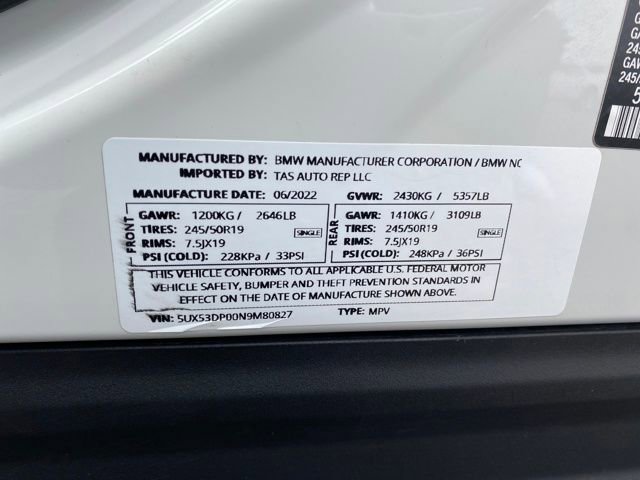 MANUFACTURED BY: BMW MANUFACTURER CORPORATION / BMW NC
IMPORTED BY: TAS AUTO REP LLC
MANUFACTURE DATE: 06/2022 GVWR: 2430KG / 5357LB
FRONT
GAWR: 1200KG / 2646LB
TIRES: 245/50R19 SINGLE
RIMS: 7.5JX19
PSI (COLD): 228KPa / 33PSI
REAR
GAWR: 1410KG / 3109LB
TIRES: 245/50R19 SINGLE
RIMS: 7.5JX19
PSI (COLD): 248KPa / 36PSI
THIS VEHICLE CONFORMS TO ALL APPLICABLE U.S. FEDERAL MOTOR
VEHICLE SAFETY, BUMPER AND THEFT PREVENTION STANDARDS IN
EFFECT ON THE DATE OF MANUFACTURE SHOWN ABOVE.
VIN: 5UX53DP00N9M80827 TYPE: MPV